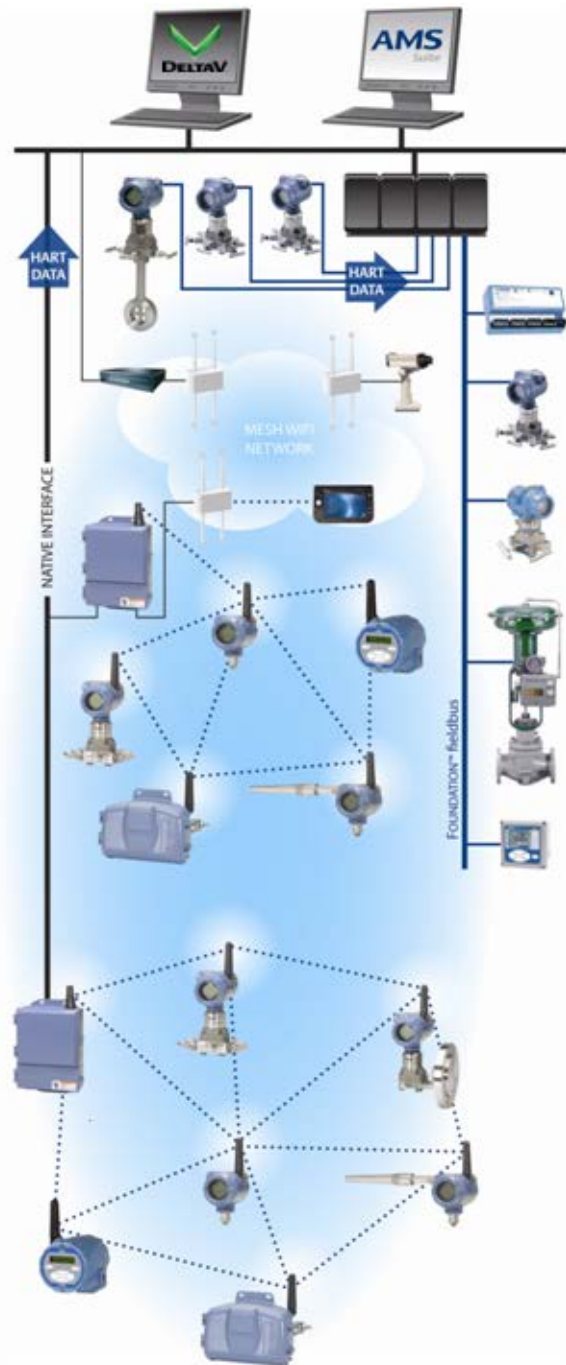 DELTAV
AMS
Suite
HART
DATA
HART
DATA
MESH WIFI
NETWORK
NATIVE INTERFACE
FOUNDATION™ fieldbus